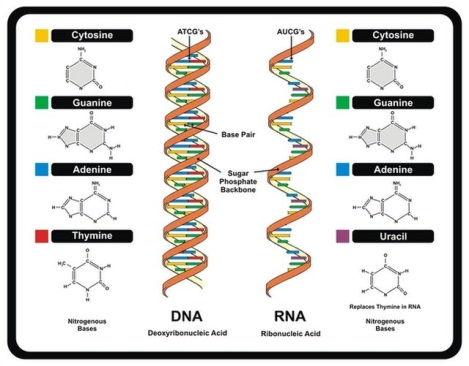 Cytosine
ATCG's
AUCG's
Cytosine
Guanine
Guanine
Base Pair
Adenine
Sugar
Phosphate
Backbone
Adenine
Thymine
Uracil
Replaces Thymine in RNA
Nitrogenous
Bases
DNA
Deoxyribonucleic Acid
RNA
Ribonucleic Acid
Nitrogenous
Bases